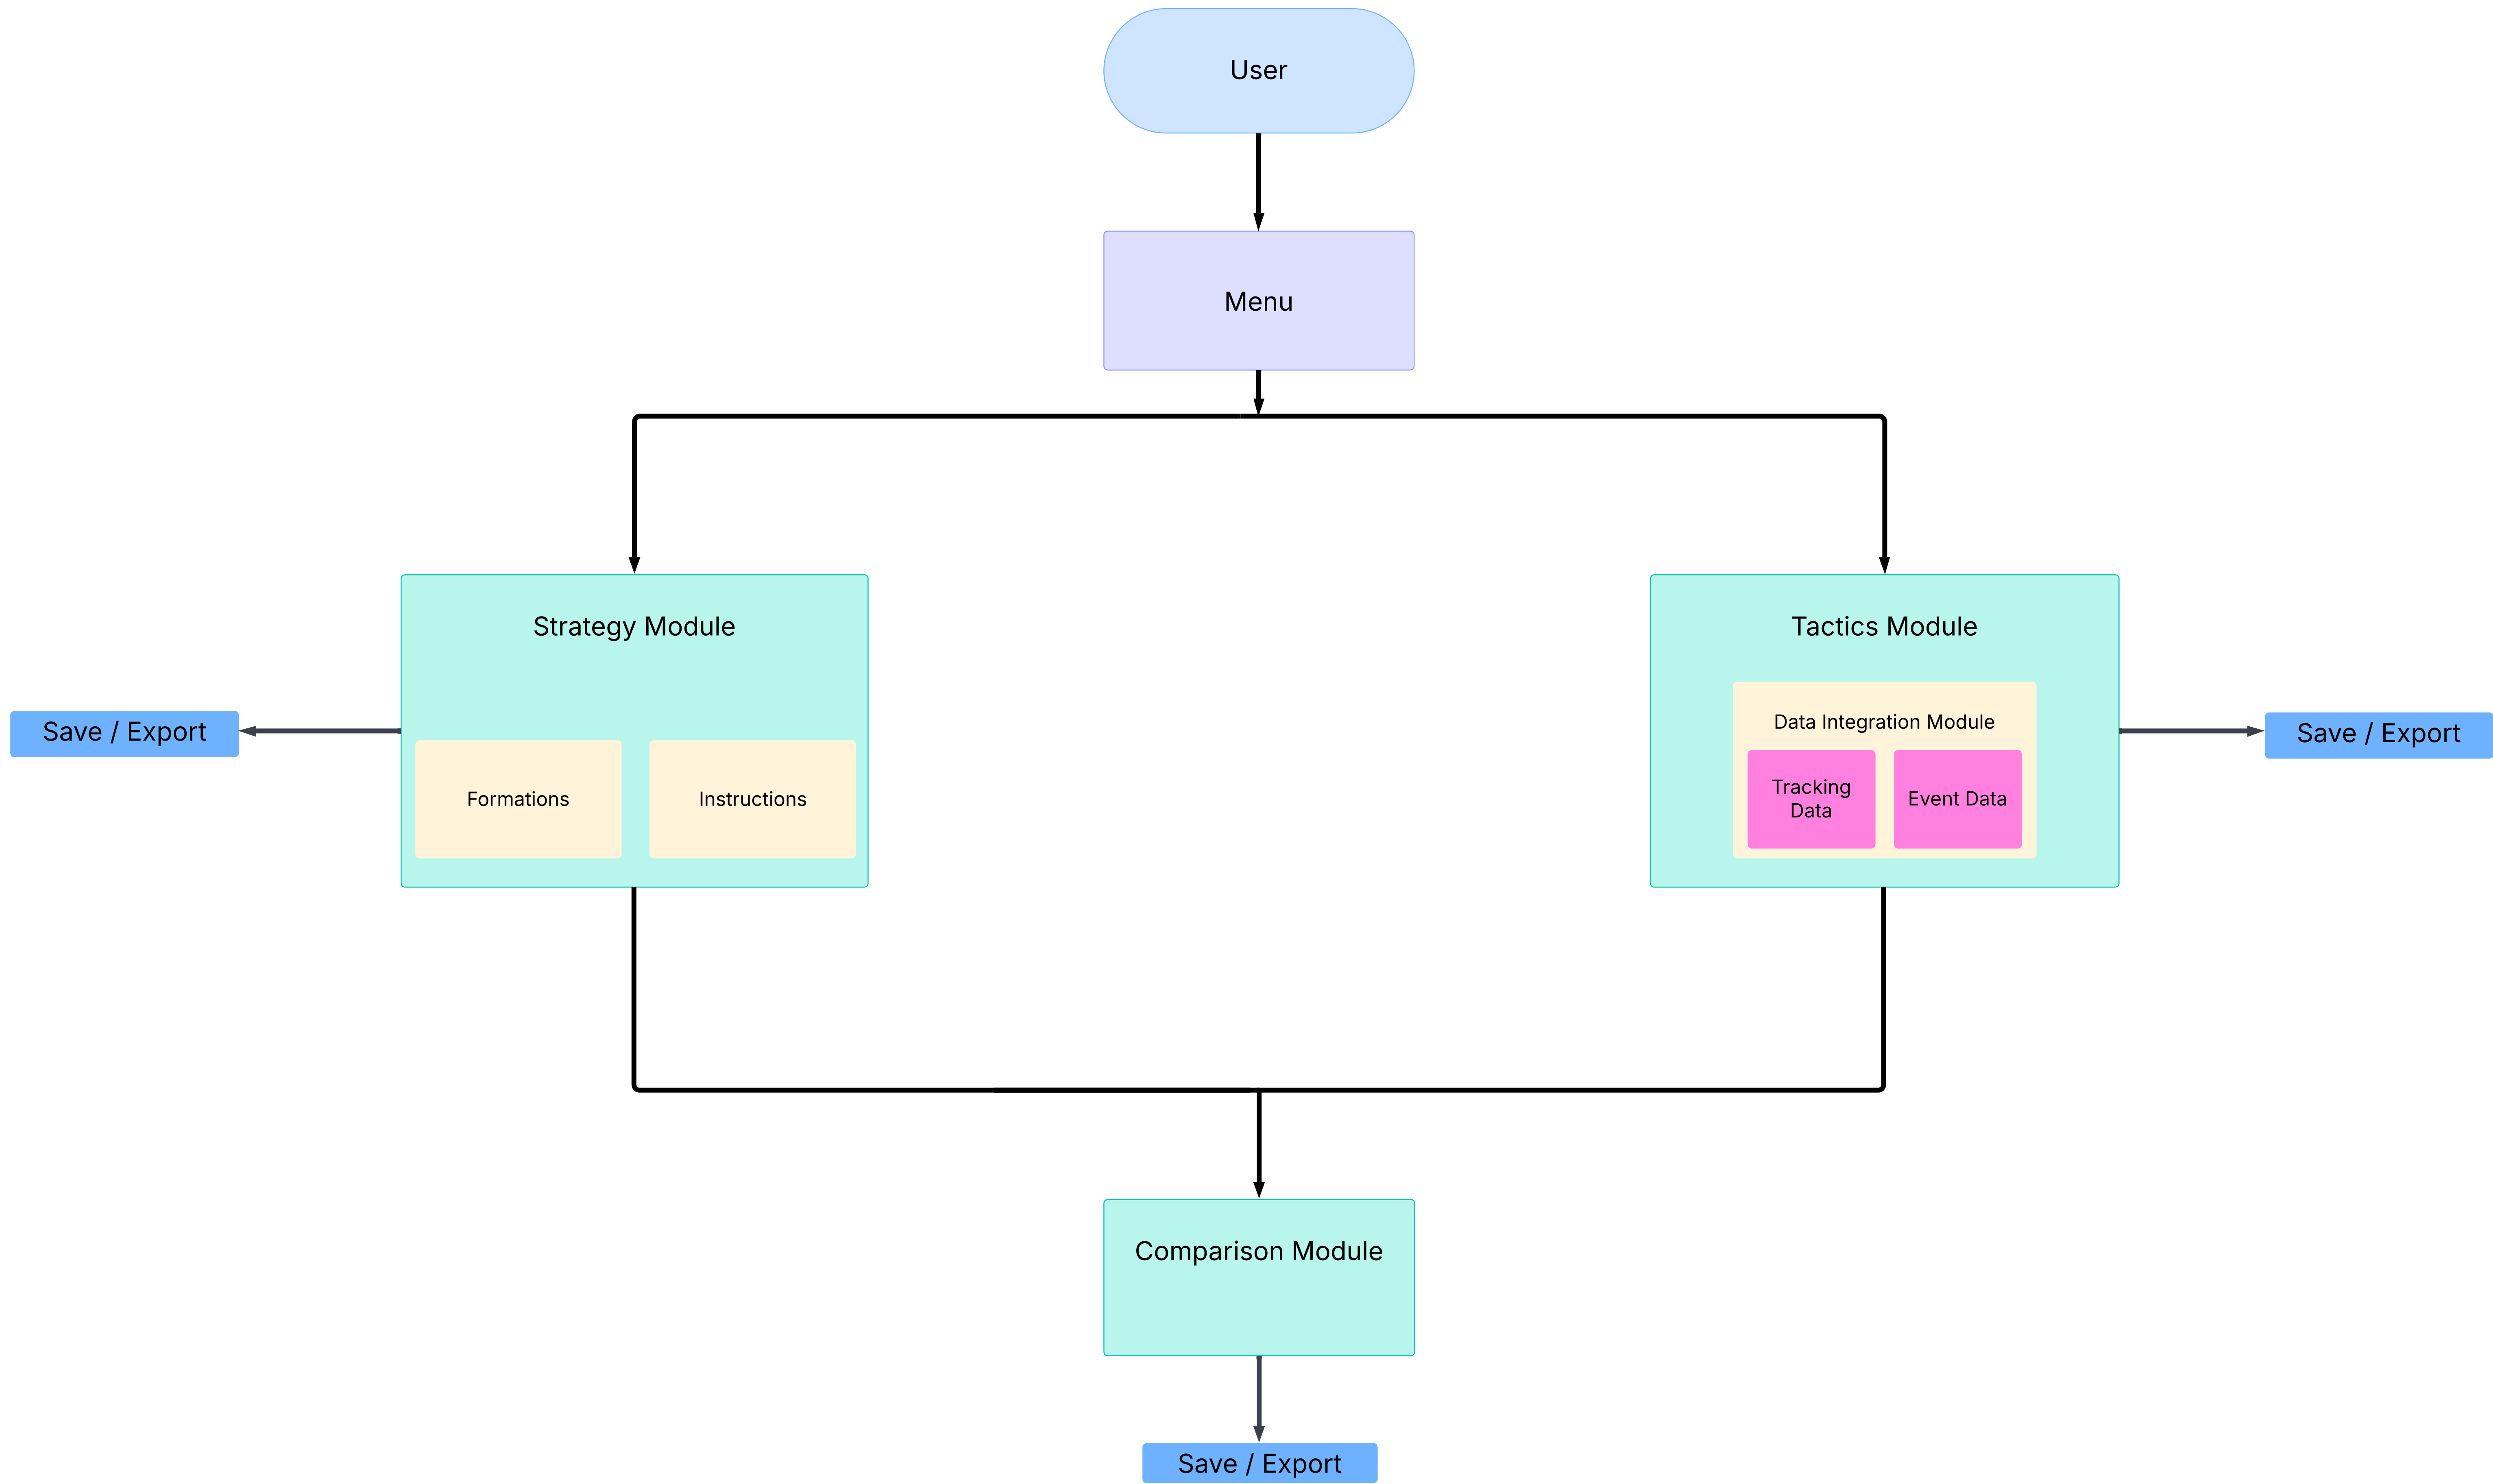 User
Menu
Strategy Module
Tactics Module
Data Integration Module
Save / Export
Save / Export
Formations
Instructions
Tracking
Data
Event Data
Comparison Module
Save / Export